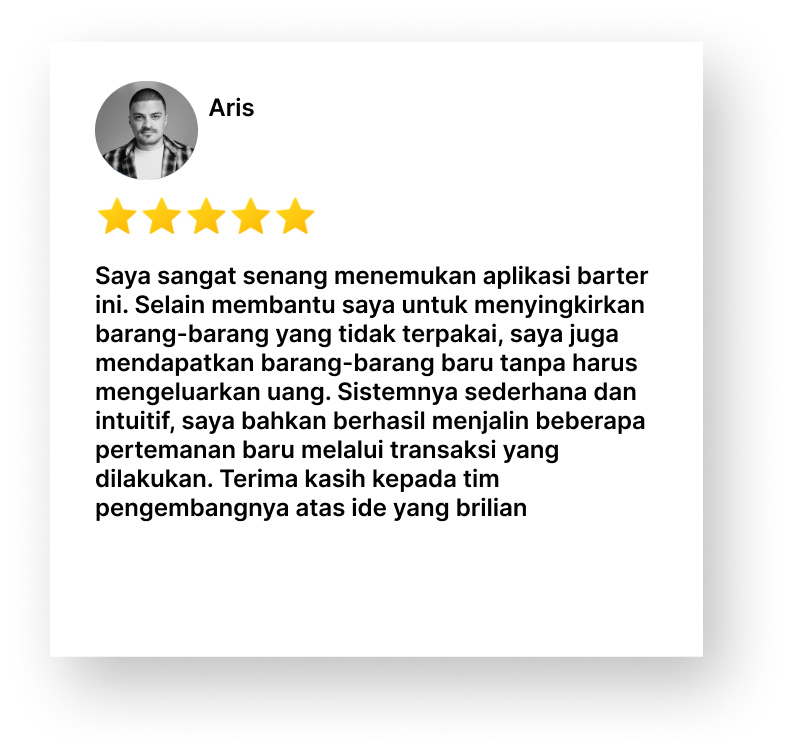 Aris
Saya sangat senang menemukan aplikasi barter
ini. Selain membantu saya untuk menyingkirkan
barang-barang yang tidak terpakai, saya juga
mendapatkan barang-barang baru tanpa harus
mengeluarkan uang. Sistemnya sederhana dan
intuitif, saya bahkan berhasil menjalin beberapa
pertemanan baru melalui transaksi yang
dilakukan. Terima kasih kepada tim
pengembangnya atas ide yang brilian